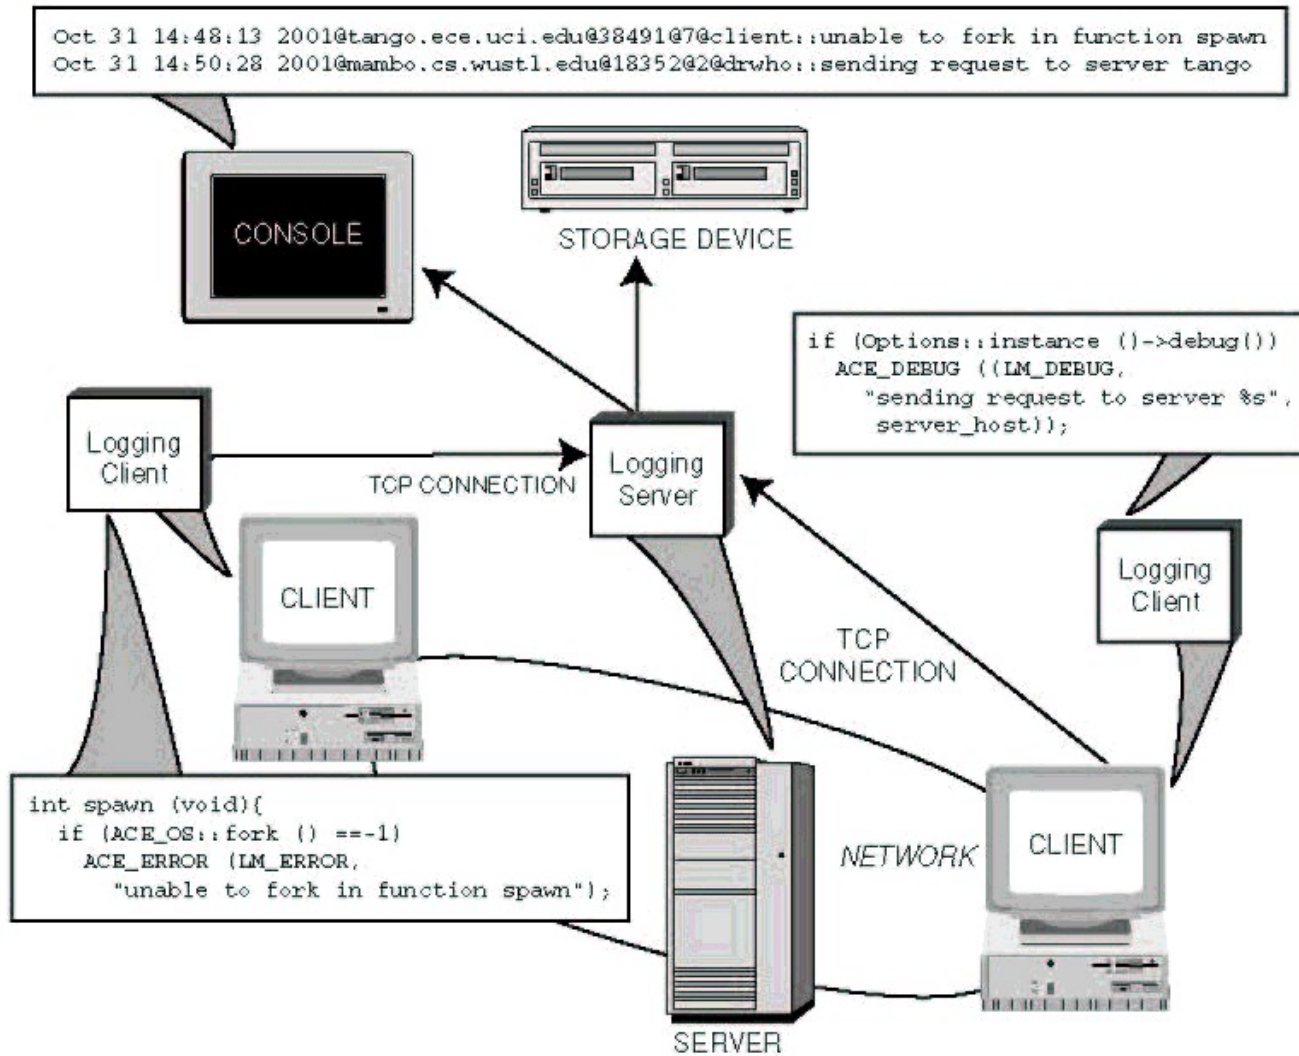 Oct 31 14:48:13 2001@tango.ece.uci.edu@38491@7@client::unable to fork in function spawn
Oct 31 14:50:28 2001@mambo.cs.wustl.edu@18352@2@drwho::sending request to server tango
CONSOLE
STORAGE DEVICE
if (Options::instance ()->debug())
ACE_DEBUG ((LM_DEBUG,
"sending request to server %s",
server_host));
Logging
Client
TCP CONNECTION
Logging
Server
Logging
Client
CLIENT
TCP
CONNECTION
int spawn (void){
if (ACE_OS::fork () ==-1)
ACE_ERROR (LM_ERROR,
"unable to fork in function spawn");
NETWORK
CLIENT
SERVER